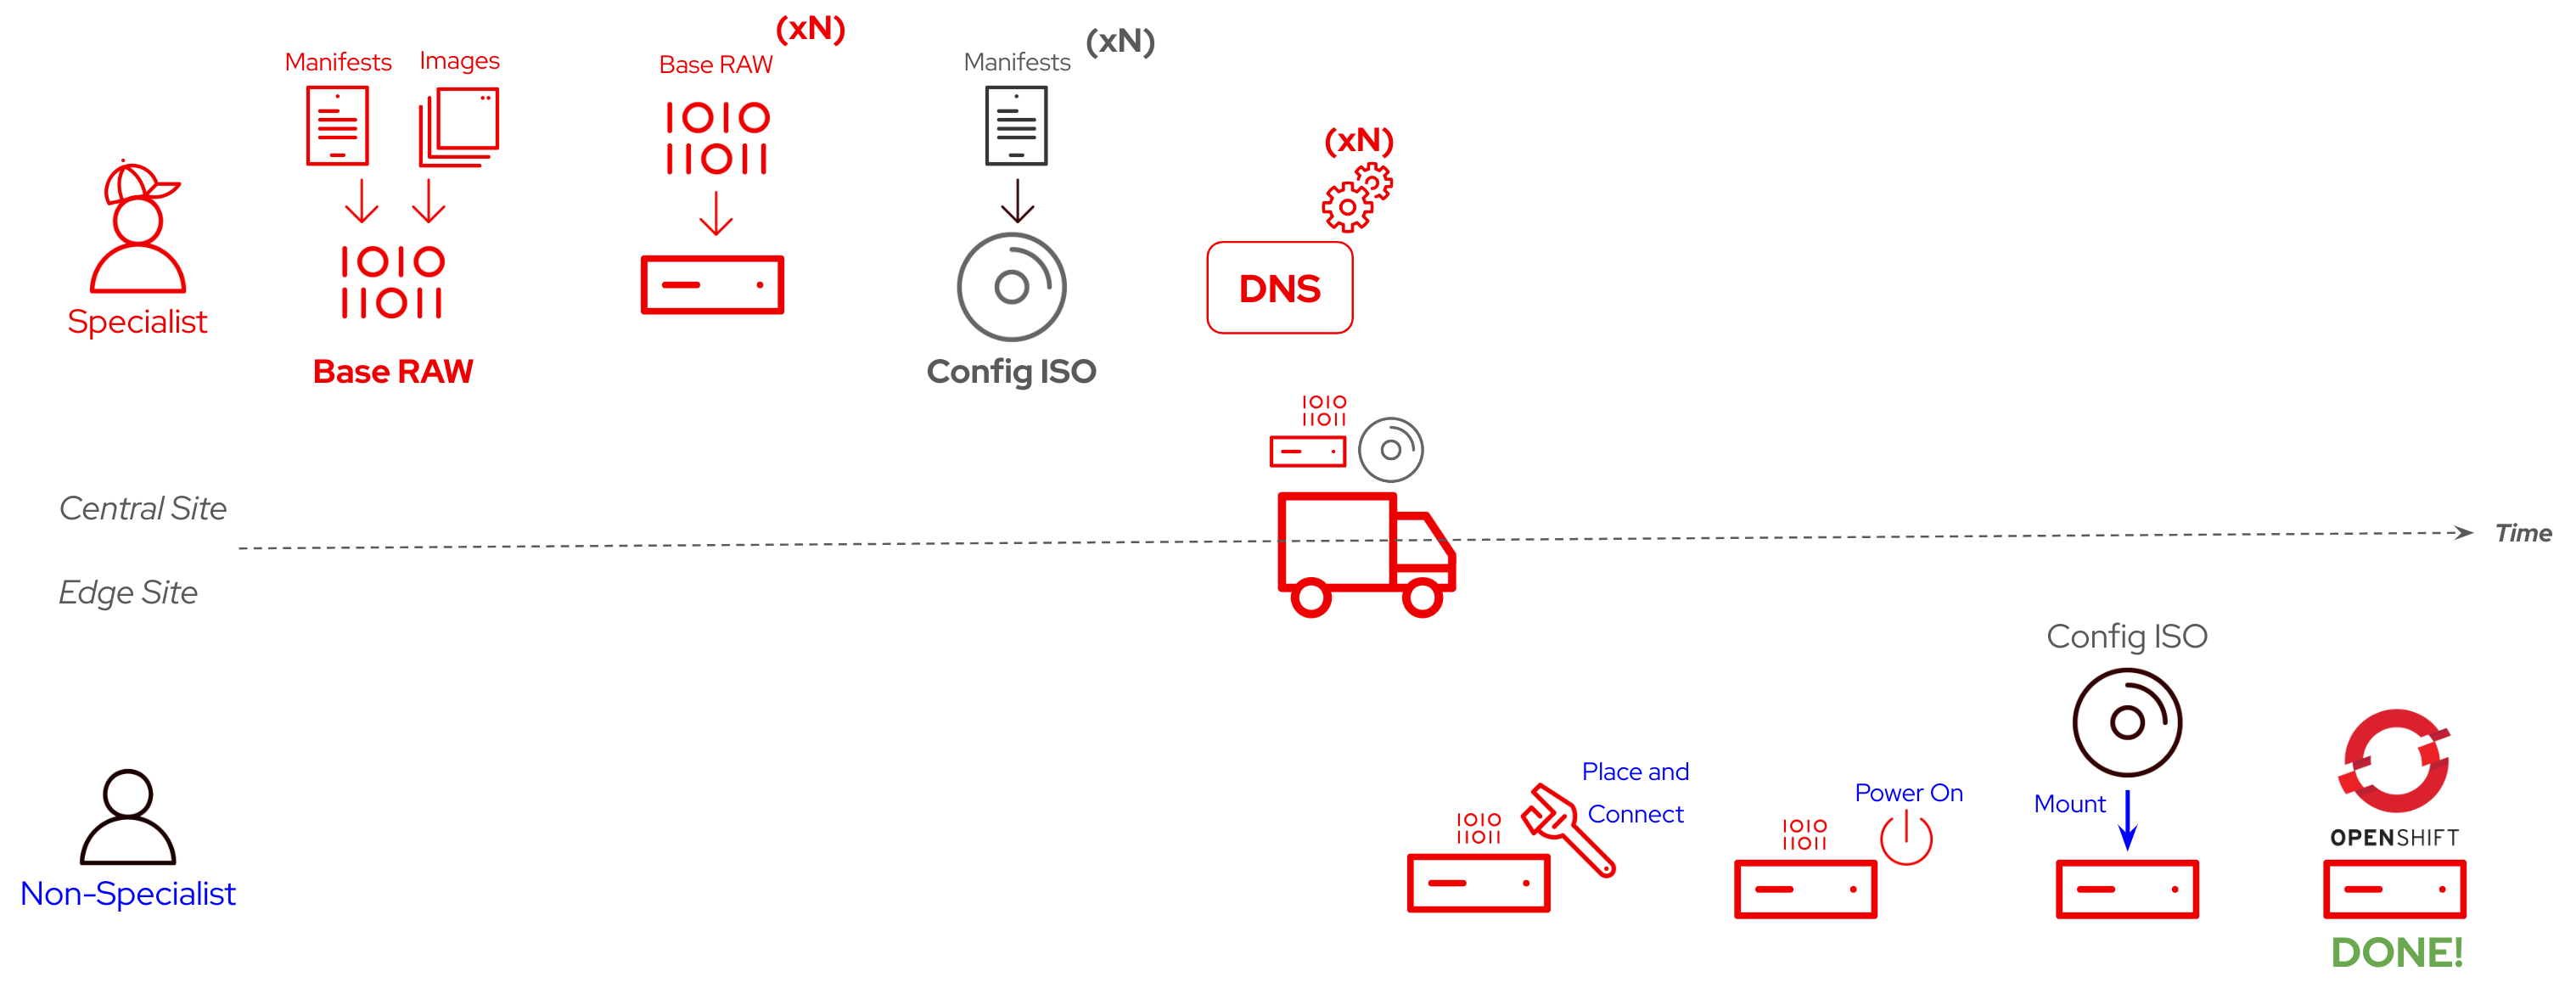 (xN)
Manifests
Images
Base RAW
Manifests
(xN)
(xN)
1010
11011
1010
11011
DNS
Specialist
Base RAW
Config ISO
1010
11011
Central Site
Time
Edge Site
Config ISO
Place and
Connect
Power On
Mount
1010
11011
1010
11011
OPENSHIFT
Non-Specialist
DONE!